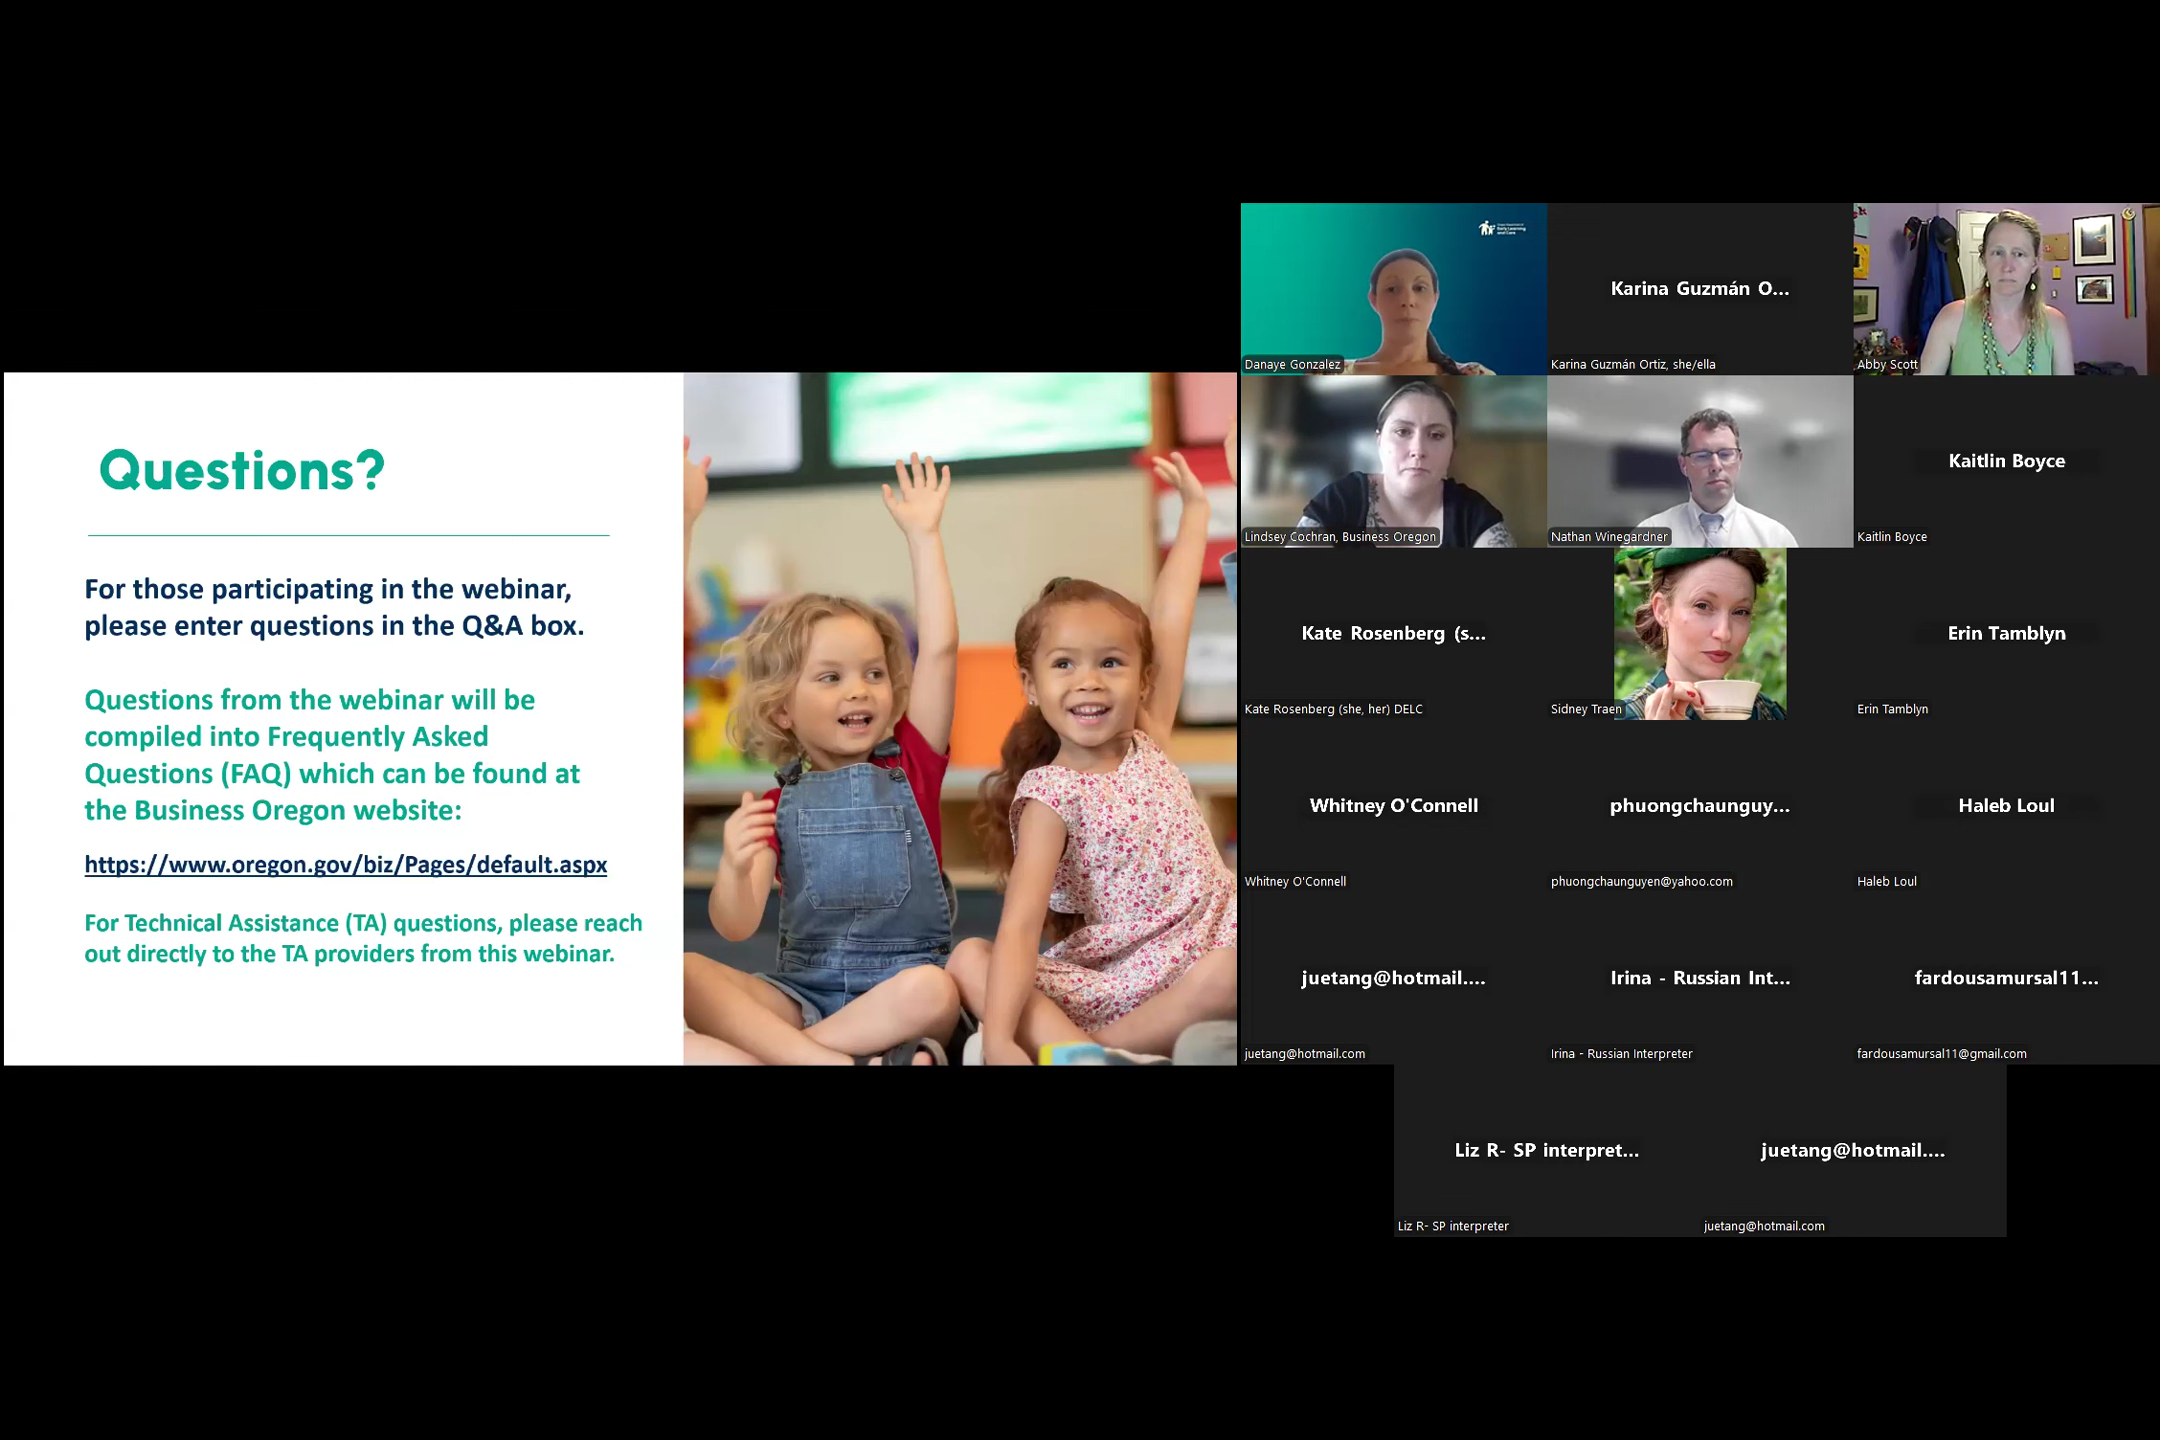 Questions?
For those participating in the webinar,
please enter questions in the Q&A box.
Questions from the webinar will be
compiled into Frequently Asked
Questions (FAQ) which can be found at
the Business Oregon website:
https://www.oregon.gov/biz/Pages/default.aspx
For Technical Assistance (TA) questions, please reach
out directly to the TA providers from this webinar.
Early Learning
and Care
Danaye Gonzalez
Karina Guzmán O...
Karina Guzmán Ortiz, she/ella
Abby Scott
Lindsey Cochran, Business Oregon
Nathan Winegardner
Kaitlin Boyce
Kaitlin Boyce
Kate Rosenberg (s...
Kate Rosenberg (she, her) DELC
Sidney Traen
Erin Tamblyn
Erin Tamblyn
Whitney O'Connell
Whitney O'Connell
phuongchaunguy...
phuongchaunguyen@yahoo.com
Haleb Loul
Haleb Loul
juetang@hotmail....
juetang@hotmail.com
Irina - Russian Int...
Irina - Russian Interpreter
fardousamursal11...
fardousamursal11@gmail.com
Liz R- SP interpret...
Liz R- SP interpreter
juetang@hotmail....
juetang@hotmail.com